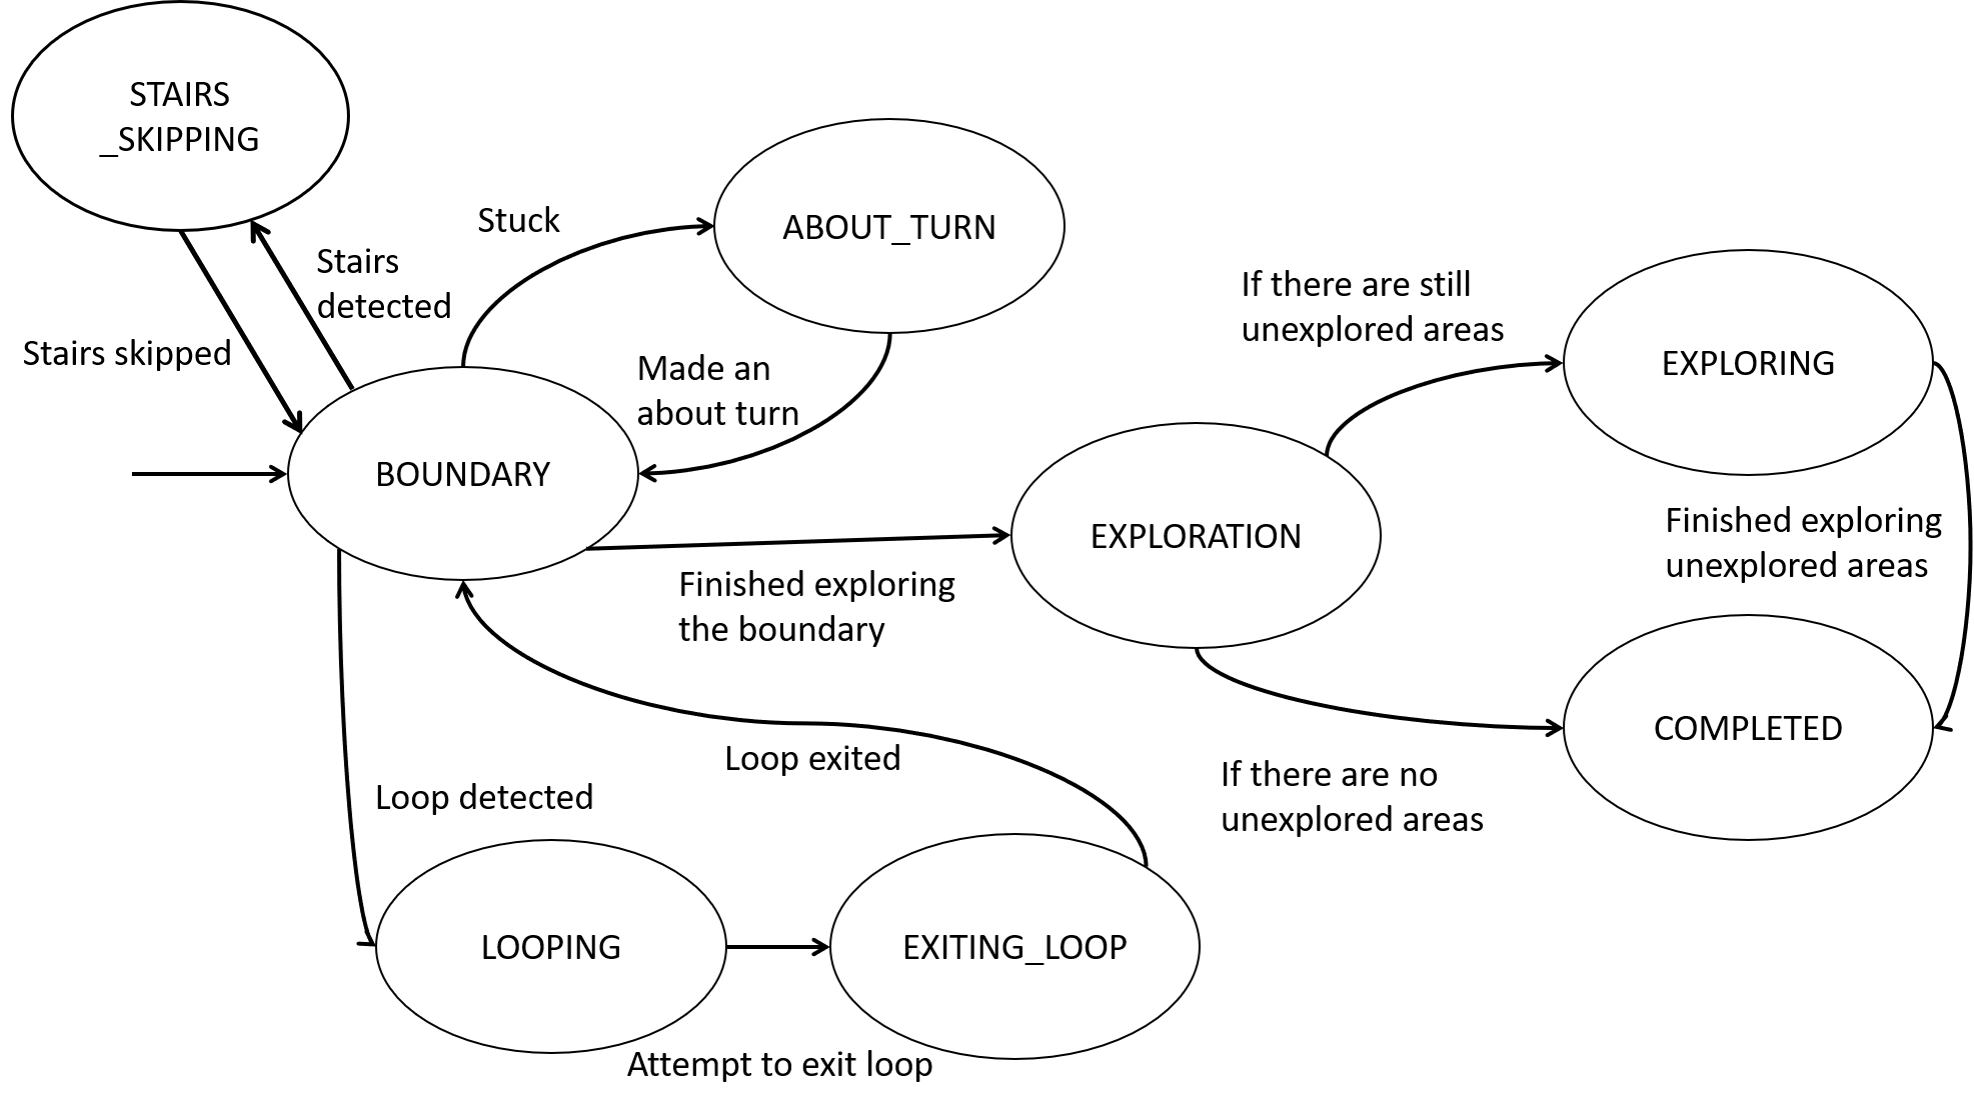 STAIRS
_SKIPPING
Stuck
ABOUT_TURN
Stairs
detected
Stairs skipped
If there are still
unexplored areas
EXPLORING
Made an
about turn
BOUNDARY
EXPLORATION
Finished exploring
unexplored areas
Finished exploring
the boundary
COMPLETED
Loop exited
If there are no
unexplored areas
Loop detected
LOOPING
EXITING_LOOP
Attempt to exit loop